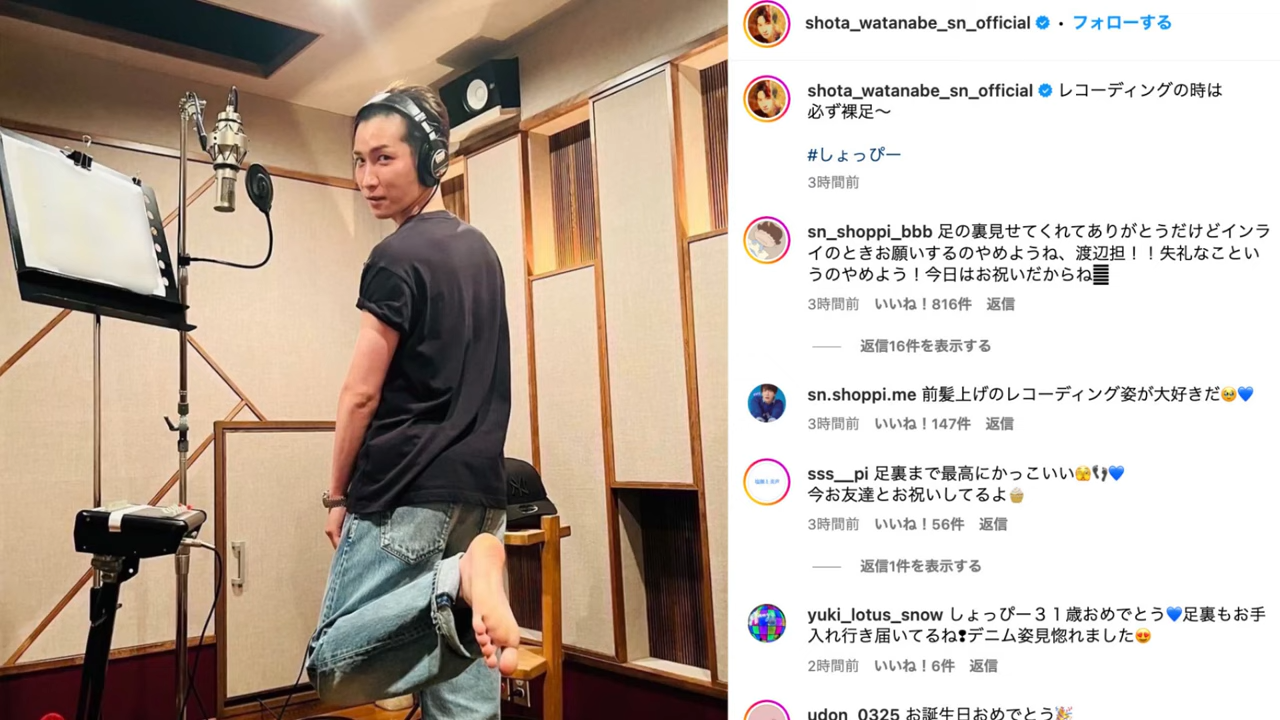 shota_watanabe_sn_official • フォローする
shota_watanabe_sn_official レコーディングの時は
必ず裸足〜
#しょっぴー
3時間前
sn_shoppi_bbb 足の裏見せてくれてありがとうだけどインラ
イのときお願いするのやめようね、渡辺担！！失礼なことい
うのやめよう！今日はお祝いだからね
3時間前 いいね！816件 返信
返信16件を表示する
sn.shoppi.me 前髪上げのレコーディング姿が大好きだ🥹💙
3時間前 いいね！147件 返信
sss__pi 足裏まで最高にかっこいい🫣👣💙
今お友達とお祝いしてるよ🧁
3時間前 いいね！56件 返信
返信1件を表示する
yuki_lotus_snow しょっぴー３１歳おめでとう💙足裏もお手
入れ行き届いてるね❣デニム姿見惚れました😍
2時間前 いいね！6件 返信
udon_0325 お誕生日おめでとう🎉